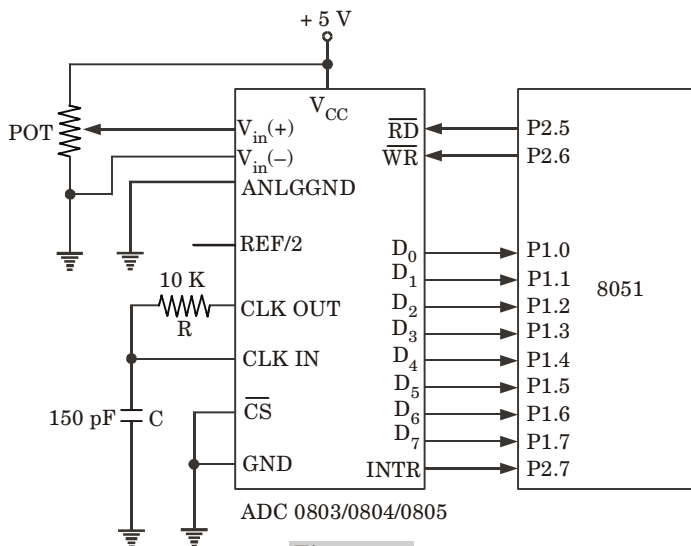 + 5 V
POT
V_CC
V_in(+)
V_in(–)
ANLGGND
REF/2
10 K
R
CLK OUT
CLK IN
150 pF
C
CS
GND
RD
WR
D_0
D_1
D_2
D_3
D_4
D_5
D_6
D_7
INTR
P2.5
P2.6
P1.0
P1.1
P1.2
P1.3
P1.4
P1.5
P1.6
P1.7
P2.7
8051
ADC 0803/0804/0805